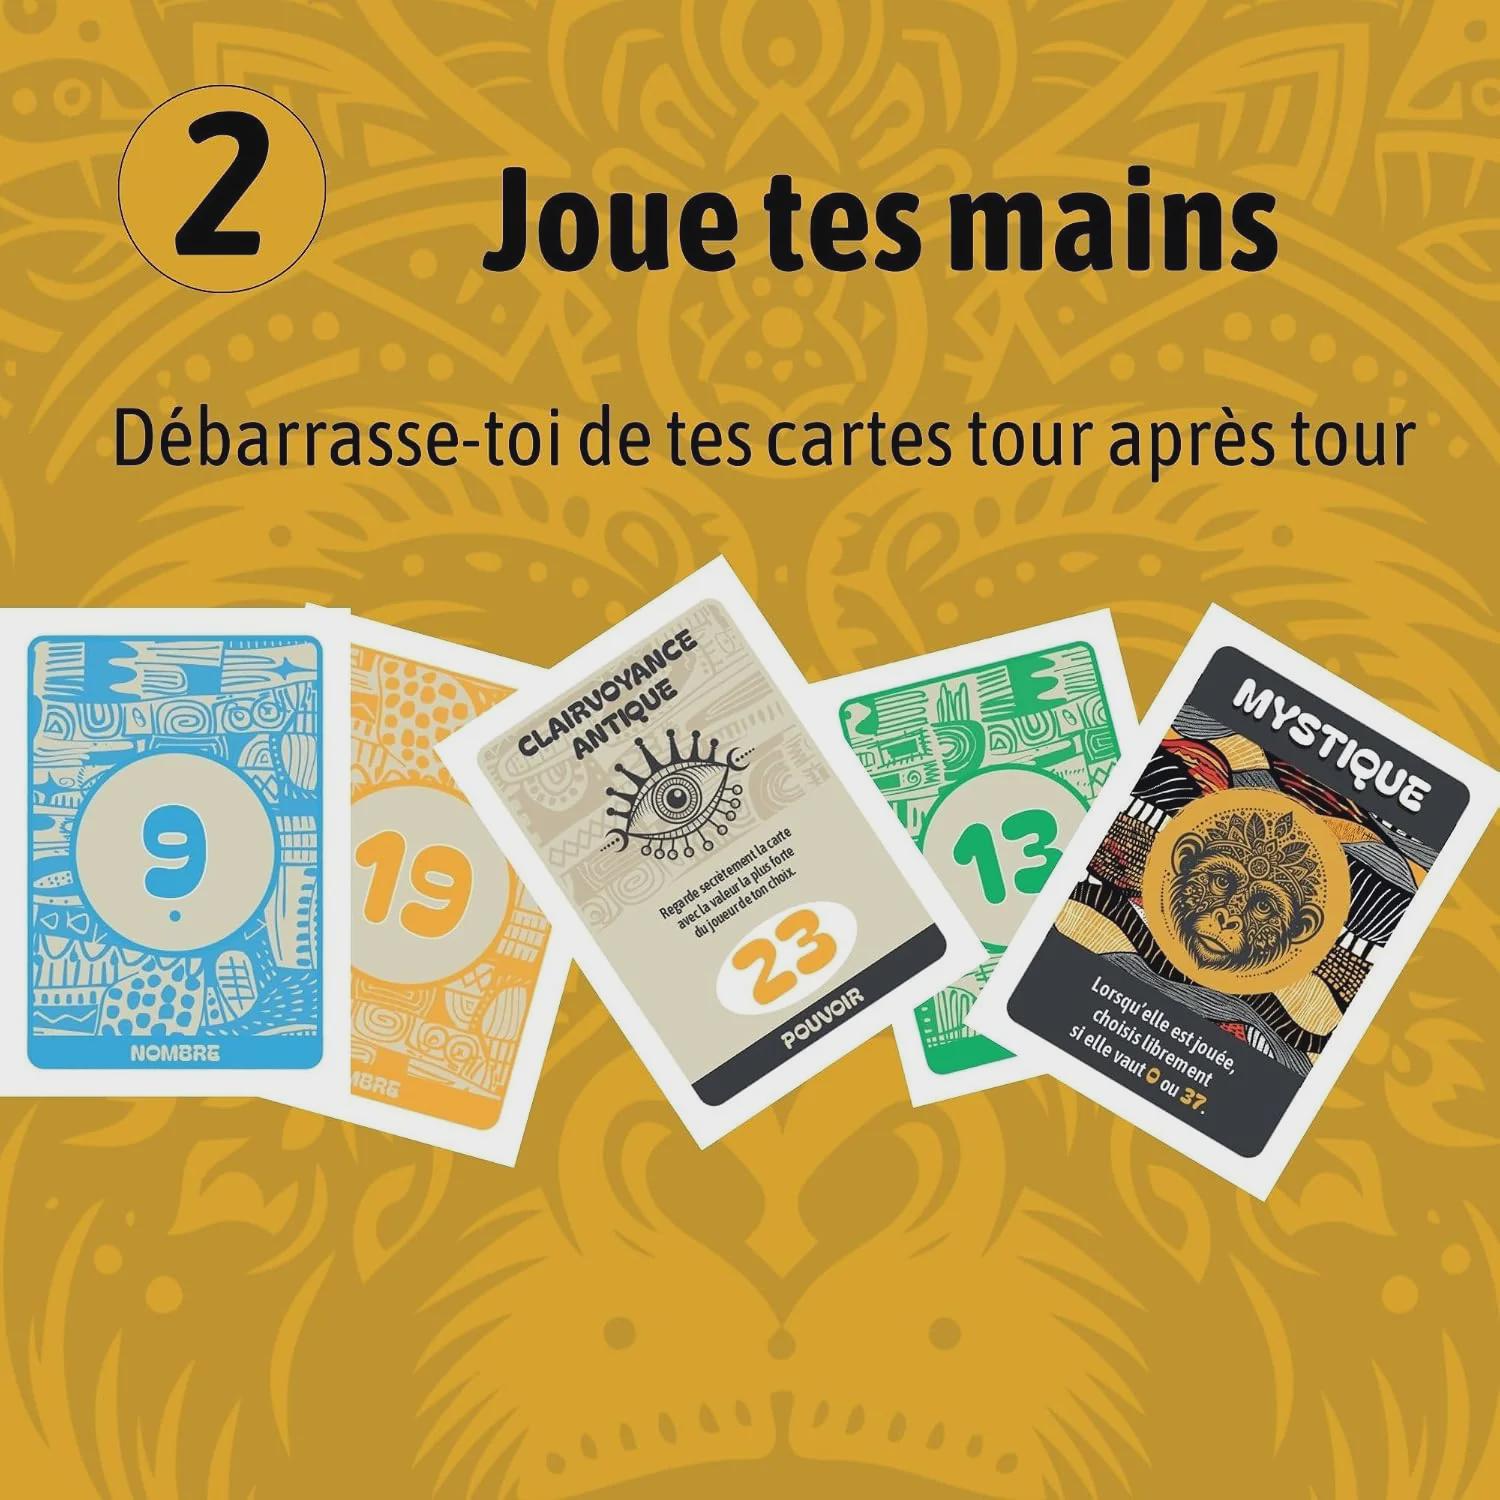 2
Joue tes mains
Débarrasse-toi de tes cartes tour après tour
9
NOMBRE
19
CLAIRVOYANCE
ANTIQUE
Regarde secrètement la carte
avec la valeur la plus forte
du joueur de ton choix.
23
POUVOIR
13
MYSTIQUE
Lorsqu'elle est jouée,
choisis librement
si elle vaut 0 ou 37.